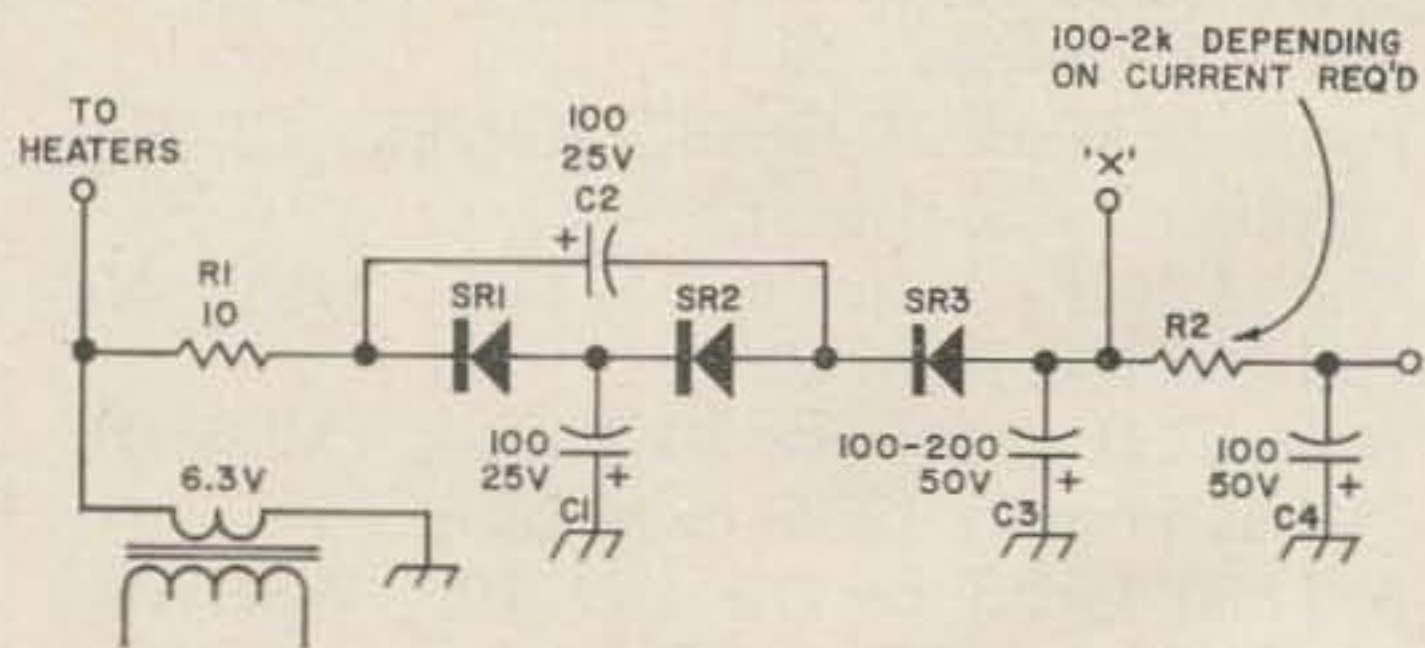 100-2k DEPENDING
ON CURRENT REQ'D
TO
HEATERS
100
25V
C2
+
'X'
R1
10
SR1
SR2
SR3
R2
100
25V
+
C1
100-200
50V
+
C3
100
50V
+
C4
6.3V